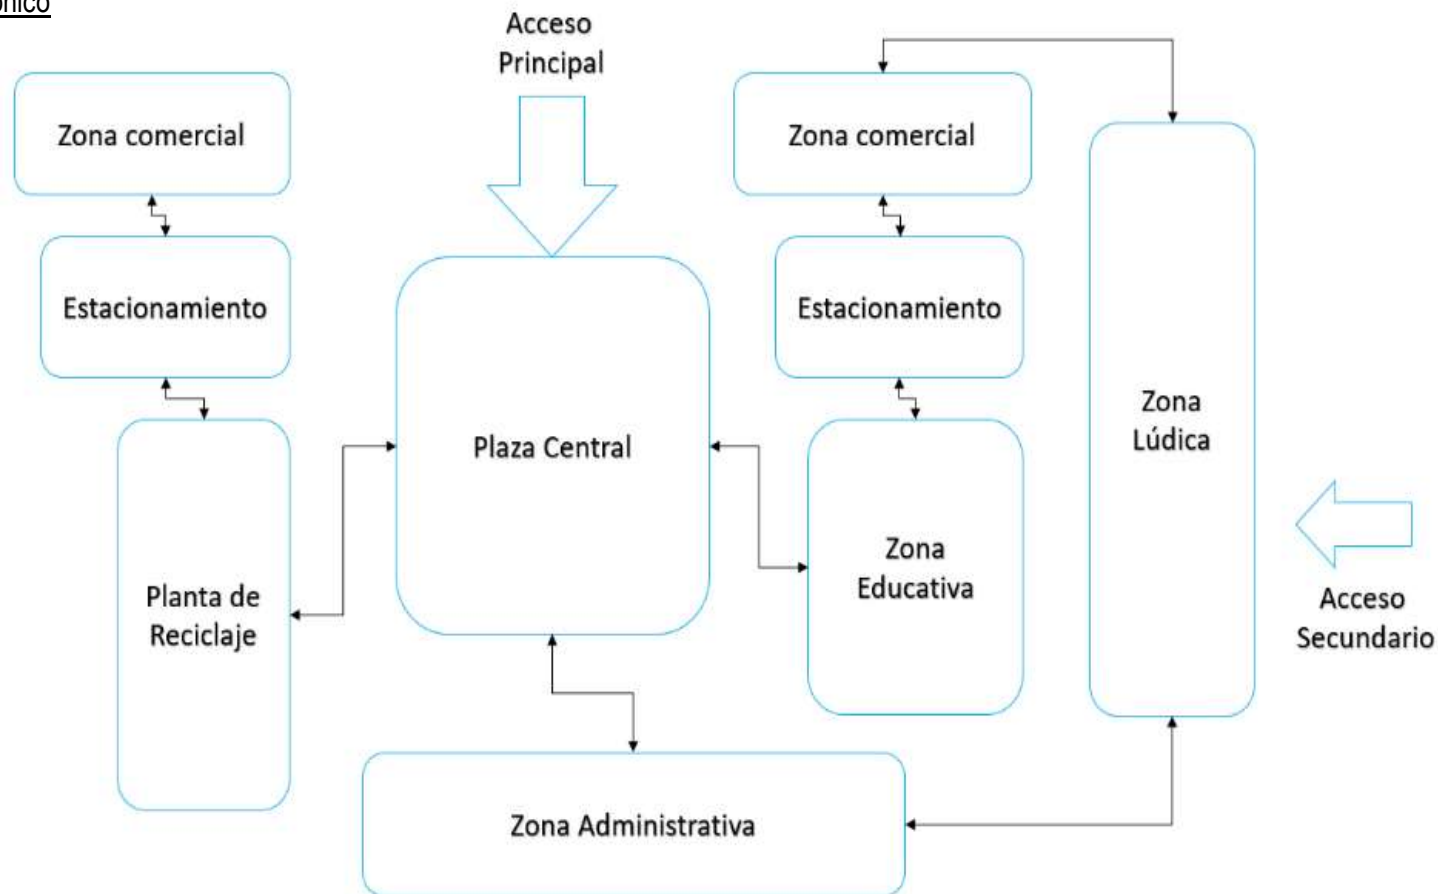 ónico
Acceso
Principal
Zona comercial
Zona comercial
Estacionamiento
Estacionamiento
Plaza Central
Zona
Lúdica
Zona
Educativa
Planta de
Reciclaje
Acceso
Secundario
Zona Administrativa